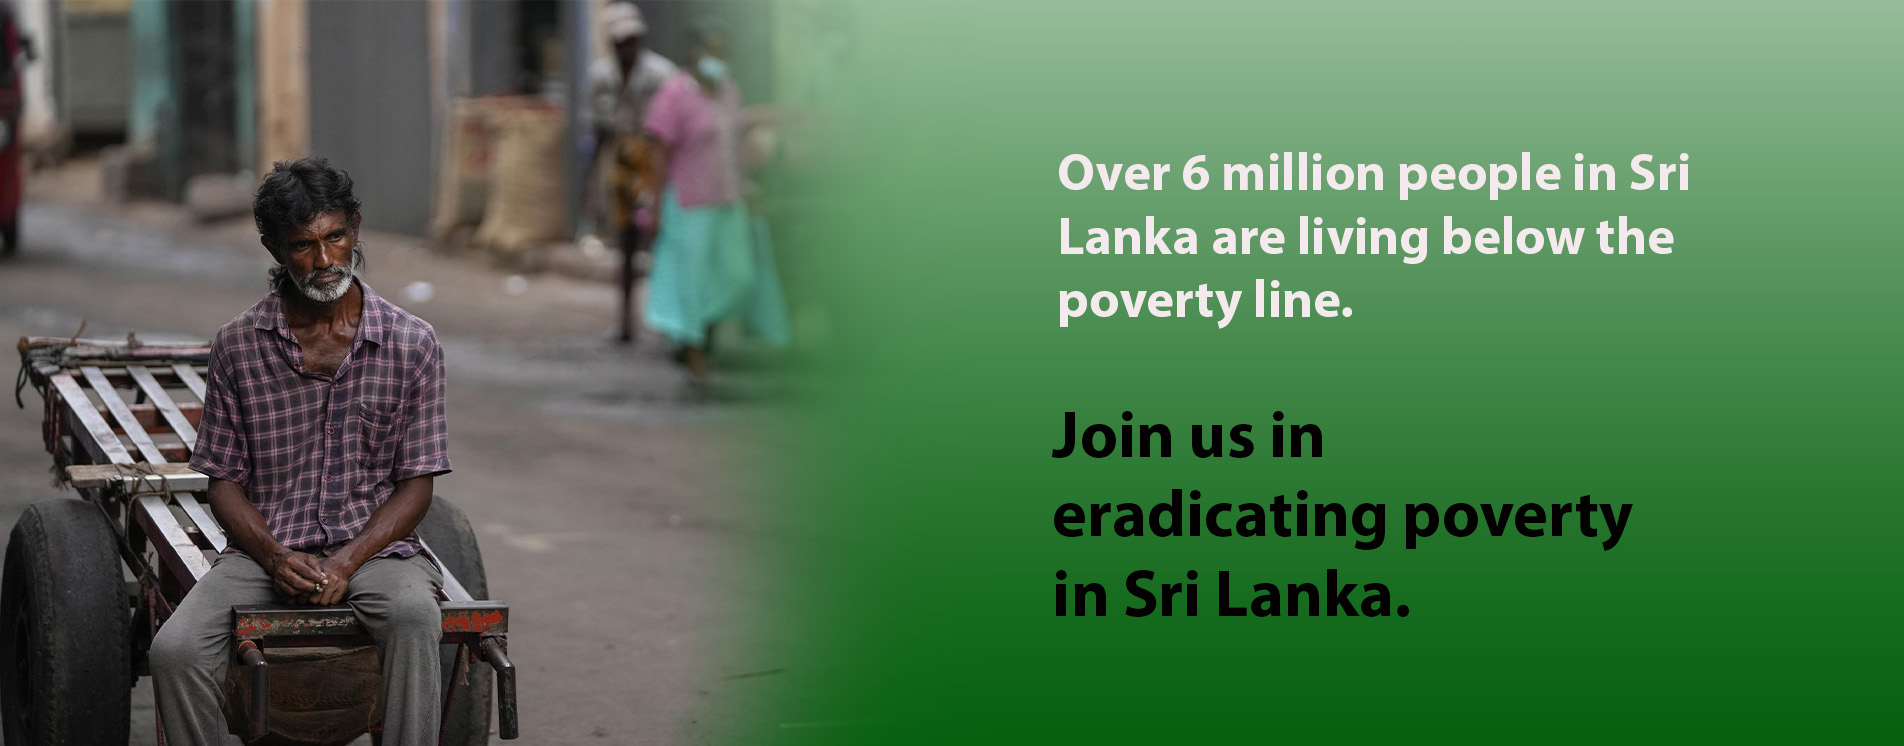 Over 6 million people in Sri
Lanka are living below the
poverty line.
Join us in
eradicating poverty
in Sri Lanka.